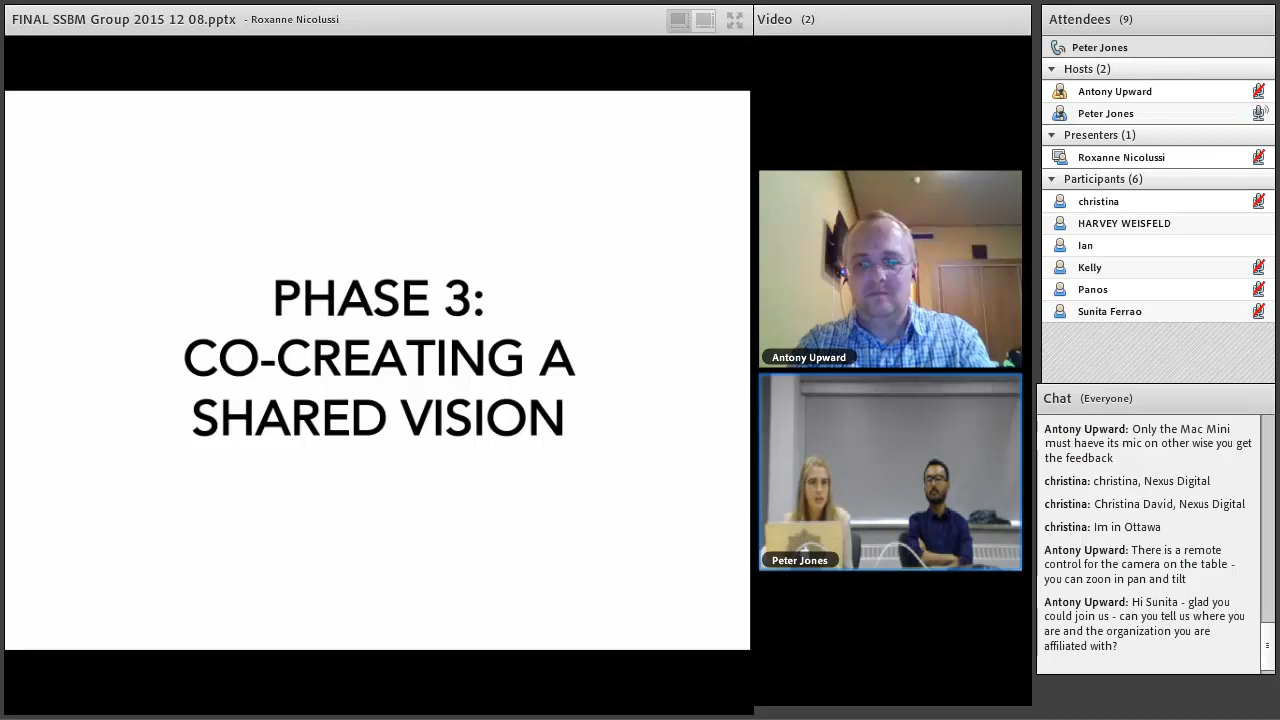 FINAL SSBM Group 2015 12 08.pptx - Roxanne Nicolussi
PHASE 3:
CO-CREATING A
SHARED VISION
Video (2)
Antony Upward
Peter Jones
Attendees (9)
Peter Jones
Hosts (2)
Antony Upward
Peter Jones
Presenters (1)
Roxanne Nicolussi
Participants (6)
christina
HARVEY WEISFELD
Ian
Kelly
Panos
Sunita Ferrao
Chat (Everyone)
Antony Upward: Only the Mac Mini
must haeve its mic on other wise you get
the feedback
christina: christina, Nexus Digital
christina: Christina David, Nexus Digital
christina: Im in Ottawa
Antony Upward: There is a remote
control for the camera on the table -
you can zoom in pan and tilt
Antony Upward: Hi Sunita - glad you
could join us - can you tell us where you
are and the organization you are
affiliated with?